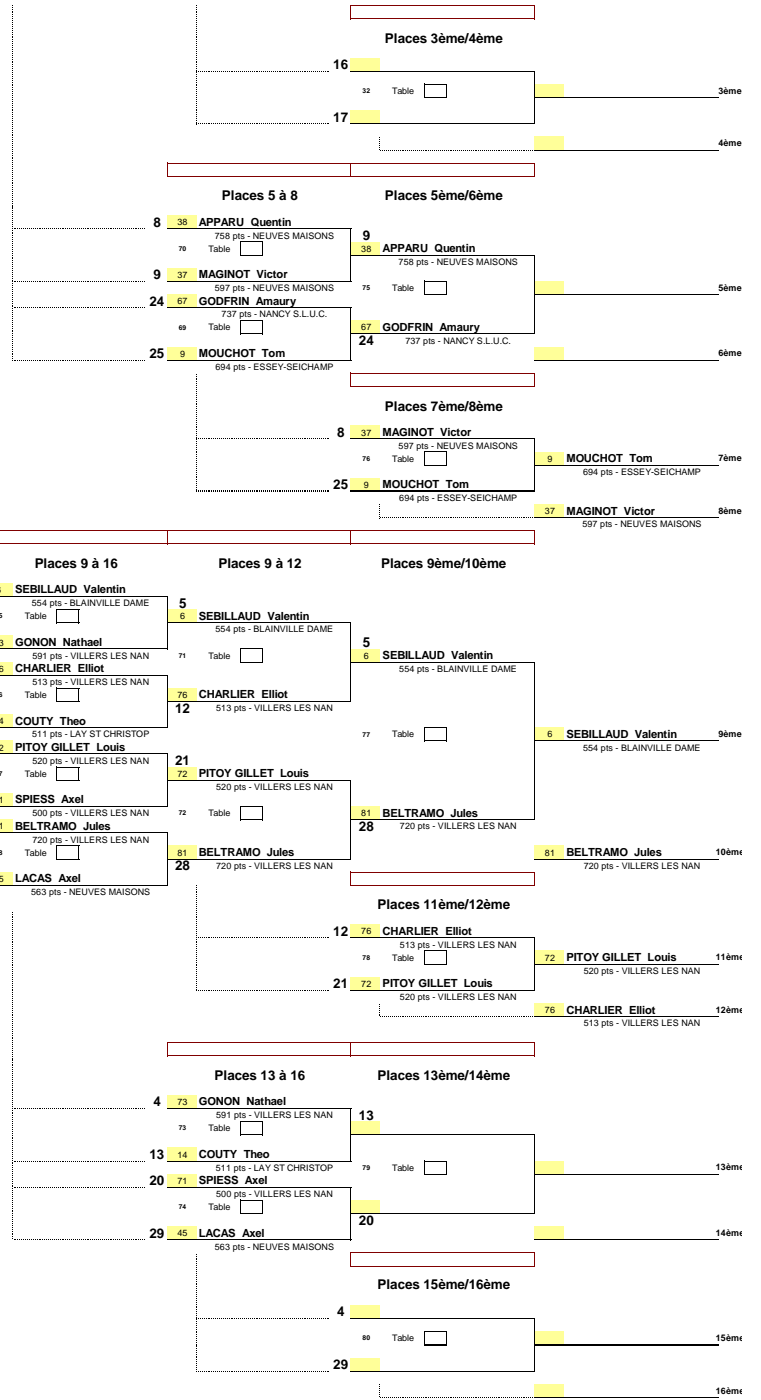 Places 3ème/4ème
16
32 Table 3ème
17
4ème
Places 5 à 8 Places 5ème/6ème
8 38 APPARU Quentin
758 pts - NEUVES MAISONS 9
70 Table 38 APPARU Quentin
758 pts - NEUVES MAISONS
9 37 MAGINOT Victor
597 pts - NEUVES MAISONS 75 Table 5ème
24 67 GODFRIN Amaury
737 pts - NANCY S.L.U.C.
69 Table 67 GODFRIN Amaury
24 737 pts - NANCY S.L.U.C.
25 9 MOUCHOT Tom 6ème
694 pts - ESSEY-SEICHAMP
Places 7ème/8ème
8 37 MAGINOT Victor
597 pts - NEUVES MAISONS
76 Table 9 MOUCHOT Tom 7ème
694 pts - ESSEY-SEICHAMP
25 9 MOUCHOT Tom
694 pts - ESSEY-SEICHAMP
37 MAGINOT Victor 8ème
597 pts - NEUVES MAISONS
Places 9 à 16 Places 9 à 12 Places 9ème/10ème
SEBILLAUD Valentin
554 pts - BLAINVILLE DAME 5
Table 6 SEBILLAUD Valentin
554 pts - BLAINVILLE DAME
GONON Nathael 5
591 pts - VILLERS LES NAN 71 Table 6 SEBILLAUD Valentin
CHARLIER Elliot 554 pts - BLAINVILLE DAME
513 pts - VILLERS LES NAN
Table 76 CHARLIER Elliot
12 513 pts - VILLERS LES NAN
COUTY Theo
511 pts - LAY ST CHRISTOP 77 Table 6 SEBILLAUD Valentin 9ème
PITOY GILLET Louis 554 pts - BLAINVILLE DAME
520 pts - VILLERS LES NAN 21
Table 72 PITOY GILLET Louis
520 pts - VILLERS LES NAN
SPIESS Axel
500 pts - VILLERS LES NAN 72 Table 81 BELTRAMO Jules
BELTRAMO Jules 28 720 pts - VILLERS LES NAN
720 pts - VILLERS LES NAN
Table 81 BELTRAMO Jules 81 BELTRAMO Jules 10ème
28 720 pts - VILLERS LES NAN 720 pts - VILLERS LES NAN
LACAS Axel
563 pts - NEUVES MAISONS
Places 11ème/12ème
12 76 CHARLIER Elliot
513 pts - VILLERS LES NAN
78 Table 72 PITOY GILLET Louis 11ème
520 pts - VILLERS LES NAN
21 72 PITOY GILLET Louis
520 pts - VILLERS LES NAN
76 CHARLIER Elliot 12ème
513 pts - VILLERS LES NAN
Places 13 à 16 Places 13ème/14ème
4 73 GONON Nathael
591 pts - VILLERS LES NAN 13
73 Table
13 14 COUTY Theo
511 pts - LAY ST CHRISTOP 79 Table 13ème
20 71 SPIESS Axel
500 pts - VILLERS LES NAN
74 Table
20
29 45 LACAS Axel 14ème
563 pts - NEUVES MAISONS
Places 15ème/16ème
4
80 Table 15ème
29
16ème